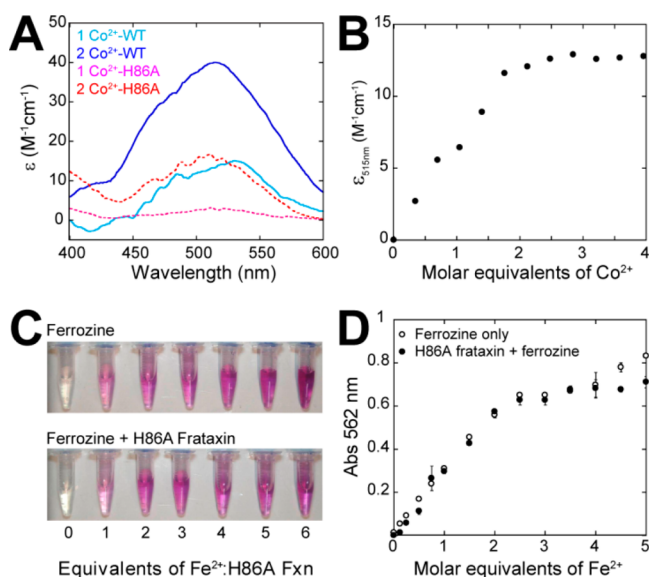 A
1 Co²⁺-WT
2 Co²⁺-WT
1 Co²⁺-H86A
2 Co²⁺-H86A
50
40
30
20
10
0
ε (M⁻¹cm⁻¹)
400 450 500 550 600
Wavelength (nm)
B
15
10
5
0
ε₅₁₅ₙₘ (M⁻¹cm⁻¹)
0 1 2 3 4
Molar equivalents of Co²⁺
C
Ferrozine
Ferrozine + H86A Frataxin
0 1 2 3 4 5 6
Equivalents of Fe²⁺:H86A Fxn
D
Ferrozine only
H86A frataxin + ferrozine
1
0.8
0.6
0.4
0.2
Abs 562 nm
0 1 2 3 4 5
Molar equivalents of Fe²⁺